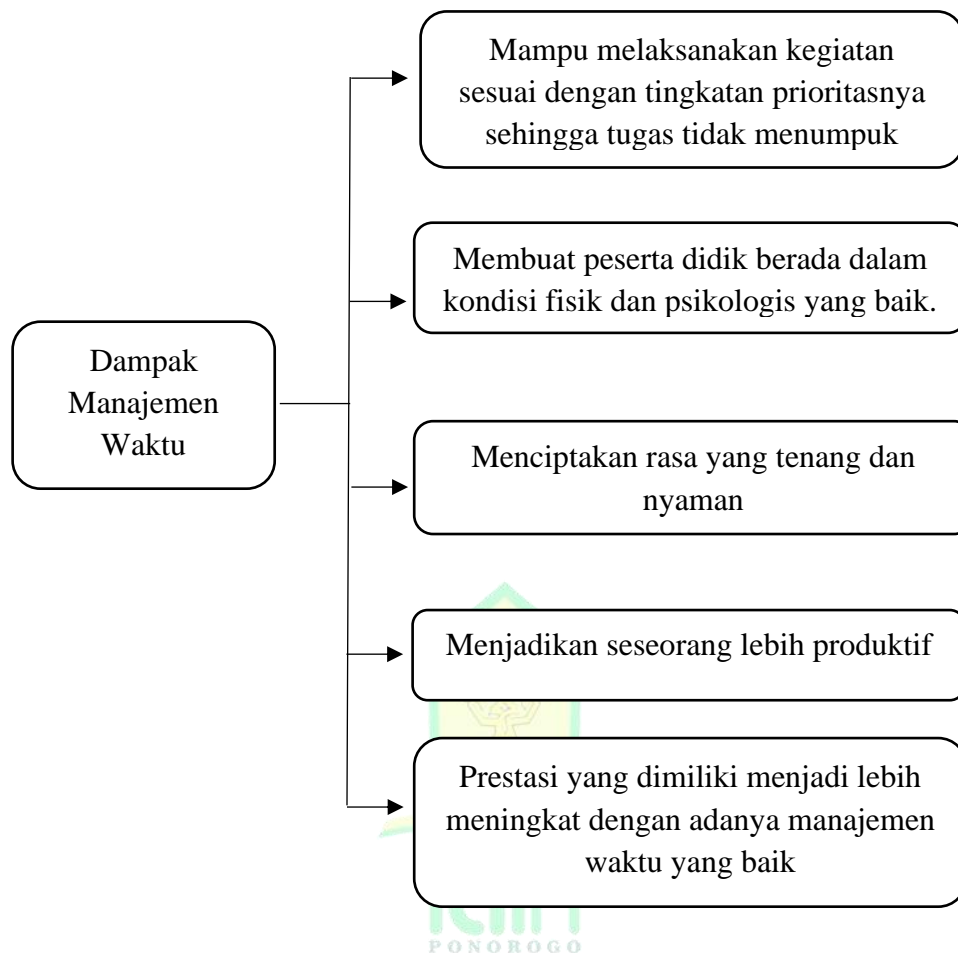 Mampu melaksanakan kegiatan
sesuai dengan tingkatan prioritasnya
sehingga tugas tidak menumpuk
Membuat peserta didik berada dalam
kondisi fisik dan psikologis yang baik.
Dampak
Manajemen
Waktu
Menciptakan rasa yang tenang dan
nyaman
Menjadikan seseorang lebih produktif
Prestasi yang dimiliki menjadi lebih
meningkat dengan adanya manajemen
waktu yang baik
PONOROGO